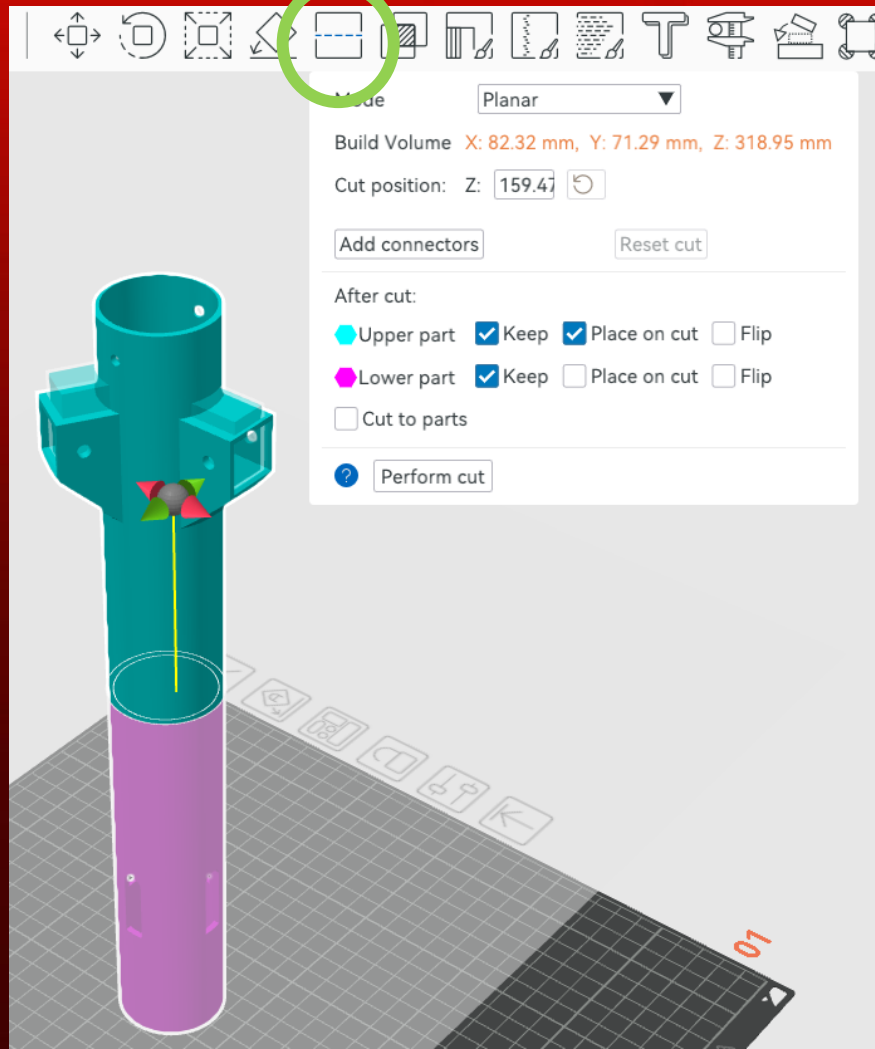 Mode Planar
Build Volume X: 82.32 mm, Y: 71.29 mm, Z: 318.95 mm
Cut position: Z: 159.47
Add connectors Reset cut
After cut:
Upper part Keep Place on cut Flip
Lower part Keep Place on cut Flip
Cut to parts
? Perform cut
01